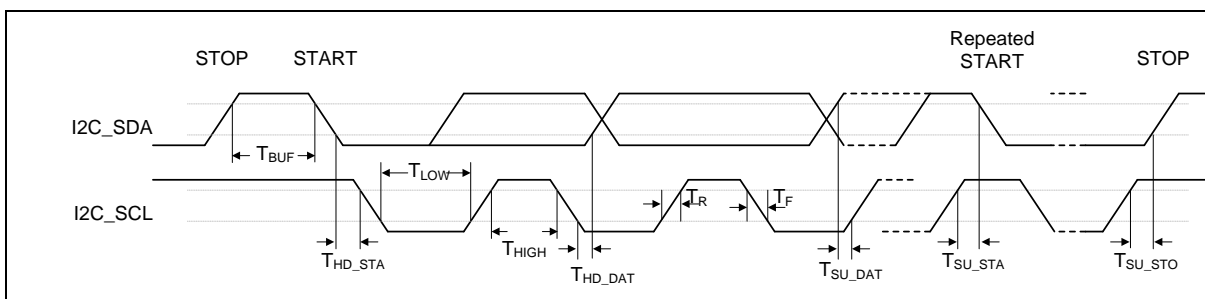 STOP
START
Repeated
START
STOP
I2C_SDA
TBUF
TLOW
I2C_SCL
TR
TF
THD_STA
THIGH
THD_DAT
TSU_DAT
TSU_STA
TSU_STO